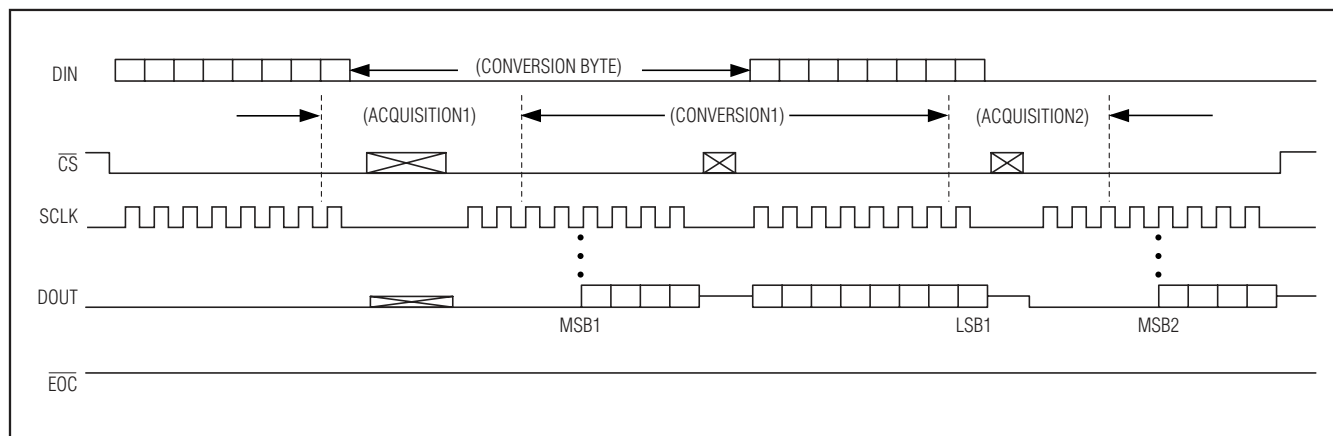 DIN
(CONVERSION BYTE)
(ACQUISITION1)
(CONVERSION1)
(ACQUISITION2)
CS
SCLK
DOUT
MSB1
LSB1
MSB2
EOC